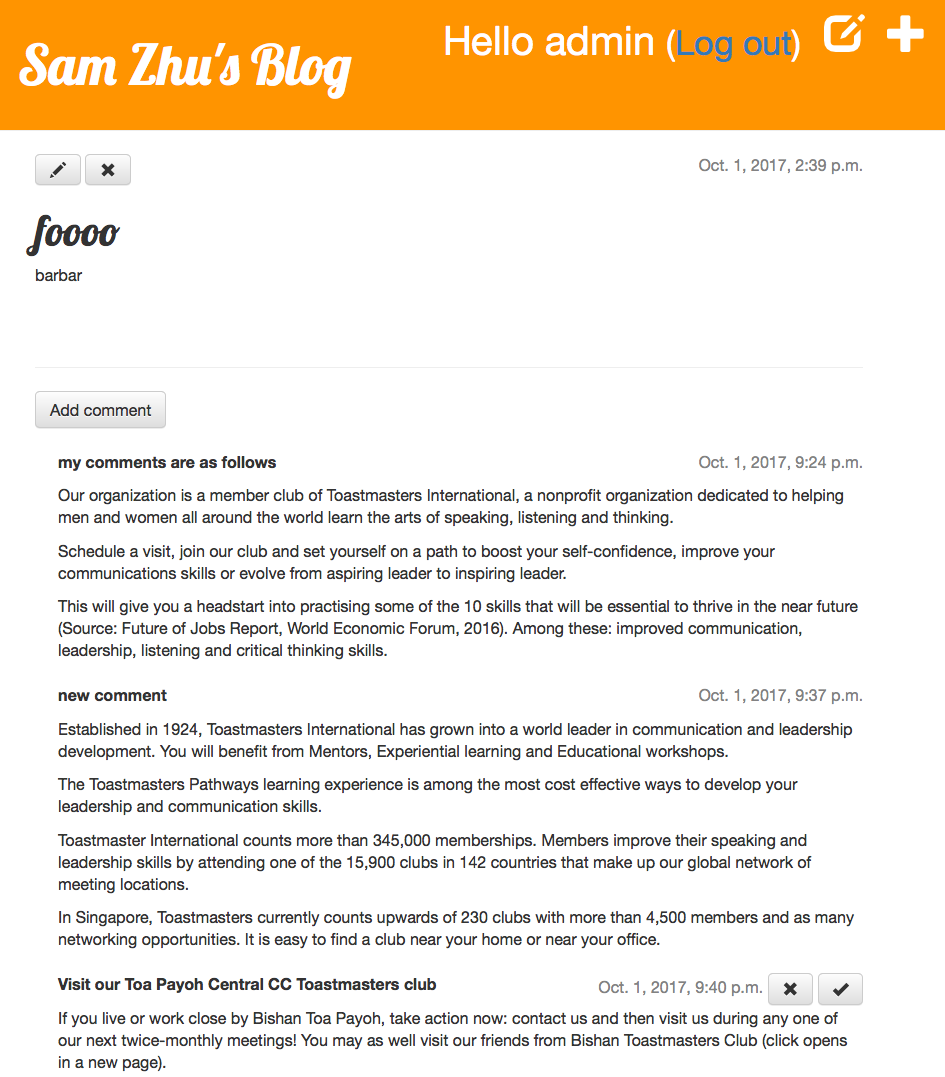 Sam Zhu's Blog
Hello admin (Log out)
Oct. 1, 2017, 2:39 p.m.
foooo
barbar
Add comment
my comments are as follows
Oct. 1, 2017, 9:24 p.m.
Our organization is a member club of Toastmasters International, a nonprofit organization dedicated to helping
men and women all around the world learn the arts of speaking, listening and thinking.
Schedule a visit, join our club and set yourself on a path to boost your self-confidence, improve your
communications skills or evolve from aspiring leader to inspiring leader.
This will give you a headstart into practising some of the 10 skills that will be essential to thrive in the near future
(Source: Future of Jobs Report, World Economic Forum, 2016). Among these: improved communication,
leadership, listening and critical thinking skills.
new comment
Oct. 1, 2017, 9:37 p.m.
Established in 1924, Toastmasters International has grown into a world leader in communication and leadership
development. You will benefit from Mentors, Experiential learning and Educational workshops.
The Toastmasters Pathways learning experience is among the most cost effective ways to develop your
leadership and communication skills.
Toastmaster International counts more than 345,000 memberships. Members improve their speaking and
leadership skills by attending one of the 15,900 clubs in 142 countries that make up our global network of
meeting locations.
In Singapore, Toastmasters currently counts upwards of 230 clubs with more than 4,500 members and as many
networking opportunities. It is easy to find a club near your home or near your office.
Visit our Toa Payoh Central CC Toastmasters club
Oct. 1, 2017, 9:40 p.m.
If you live or work close by Bishan Toa Payoh, take action now: contact us and then visit us during any one of
our next twice-monthly meetings! You may as well visit our friends from Bishan Toastmasters Club (click opens
in a new page).